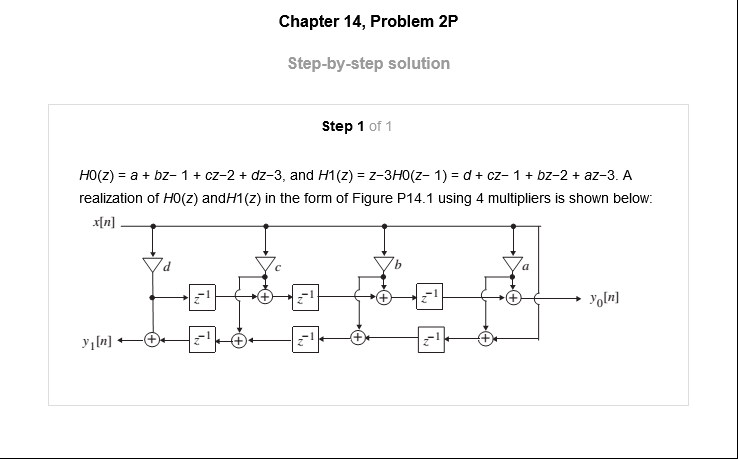 Chapter 14, Problem 2P
Step-by-step solution
Step 1 of 1
H0(z) = a + bz− 1 + cz−2 + dz−3, and H1(z) = z−3H0(z− 1) = d + cz− 1 + bz−2 + az−3. A
realization of H0(z) andH1(z) in the form of Figure P14.1 using 4 multipliers is shown below:
x[n]
d c b a
z⁻¹ + z⁻¹ + z⁻¹ + y₀[n]
y₁[n] + z⁻¹ + z⁻¹ + z⁻¹ +